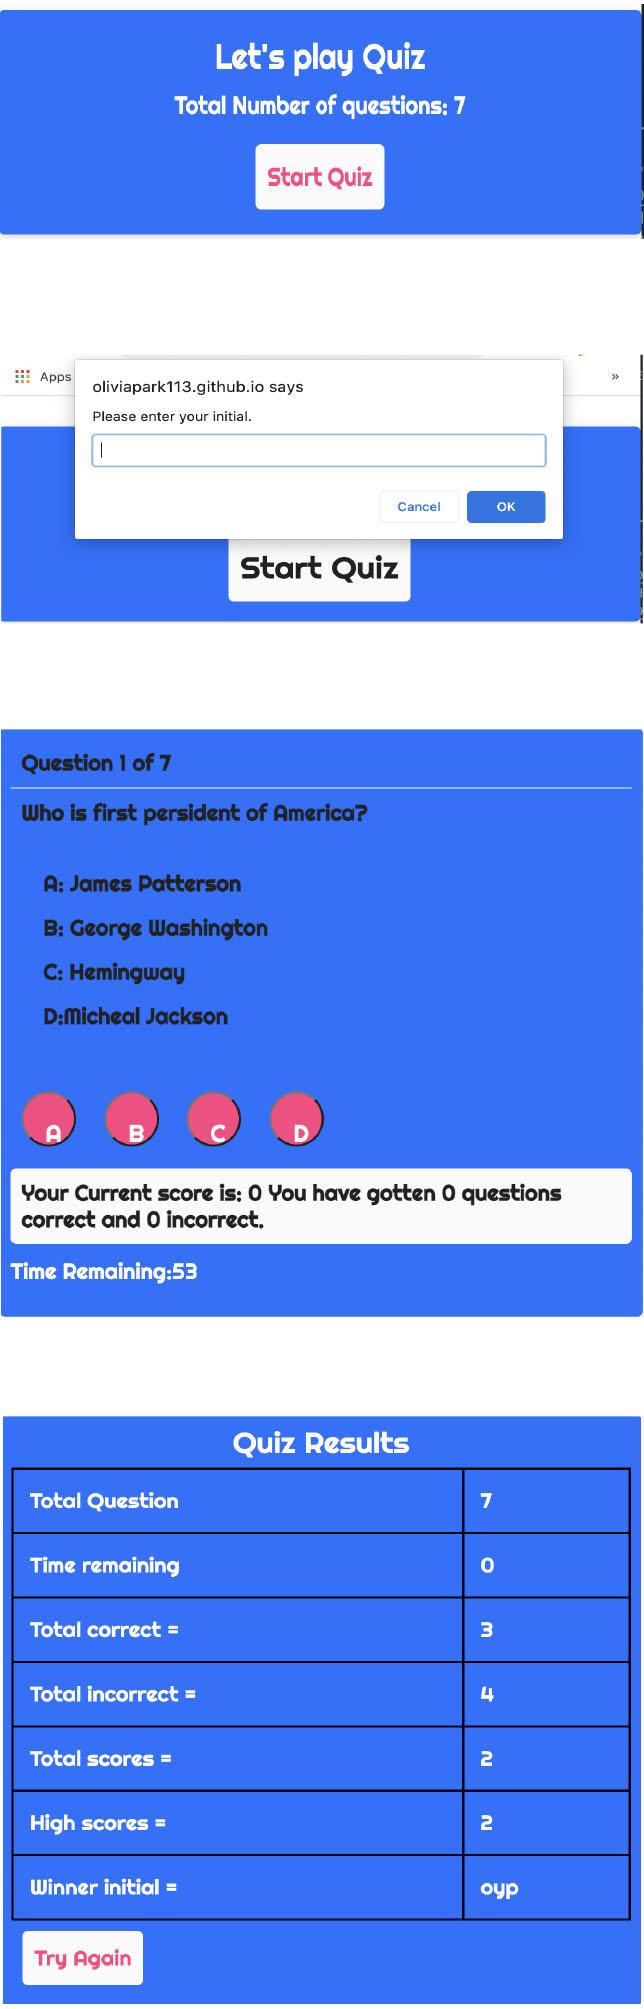 Let's play Quiz
Total Number of questions: 7
Start Quiz
Apps
»
oliviapark113.github.io says
Please enter your initial.
Cancel OK
Start Quiz
Question 1 of 7
Who is first persident of America?
A: James Patterson
B: George Washington
C: Hemingway
D:Micheal Jackson
A B C D
Your Current score is: 0 You have gotten 0 questions
correct and 0 incorrect.
Time Remaining:53
Quiz Results
Total Question 7
Time remaining 0
Total correct = 3
Total incorrect = 4
Total scores = 2
High scores = 2
Winner initial = oyp
Try Again